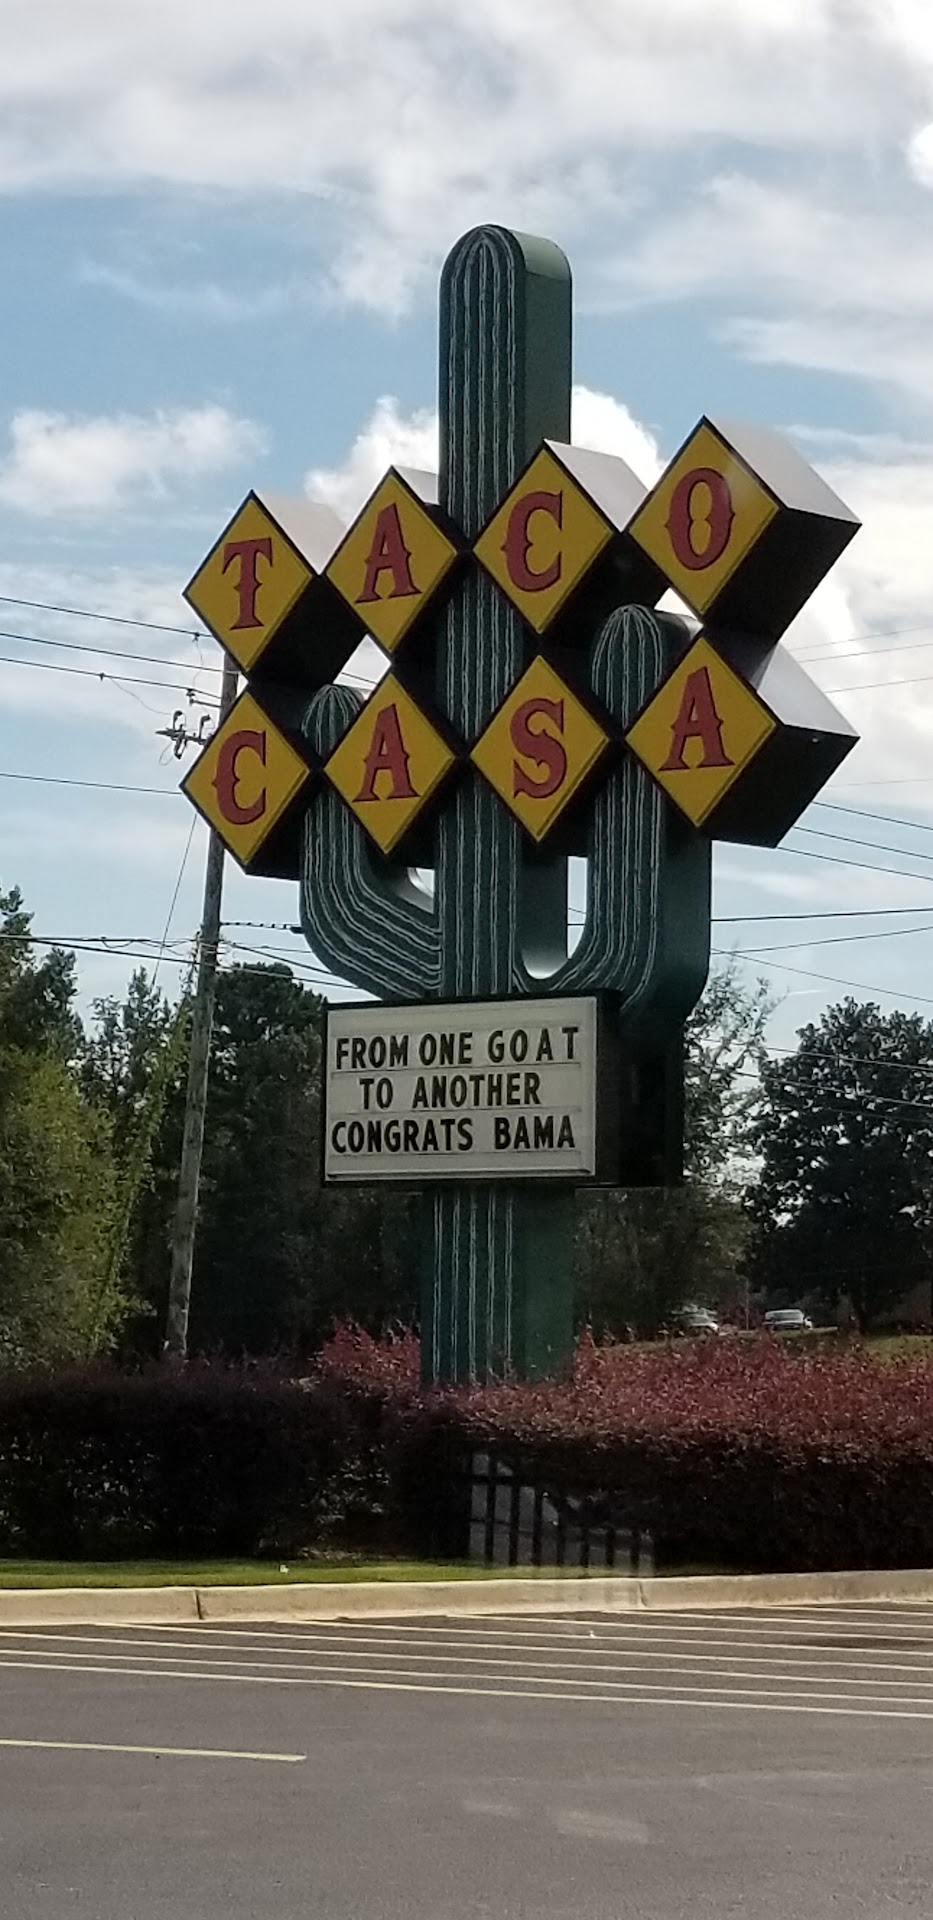 TACO
CASA
FROM ONE GOAT
TO ANOTHER
CONGRATS BAMA